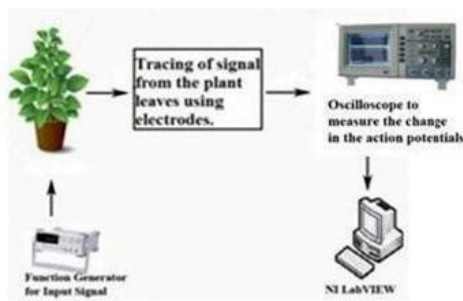 Tracing of signal
from the plant
leaves using
electrodes.
Oscilloscope to
measure the change
in the action potentials
Function Generator
for Input Signal
NI LabVIEW